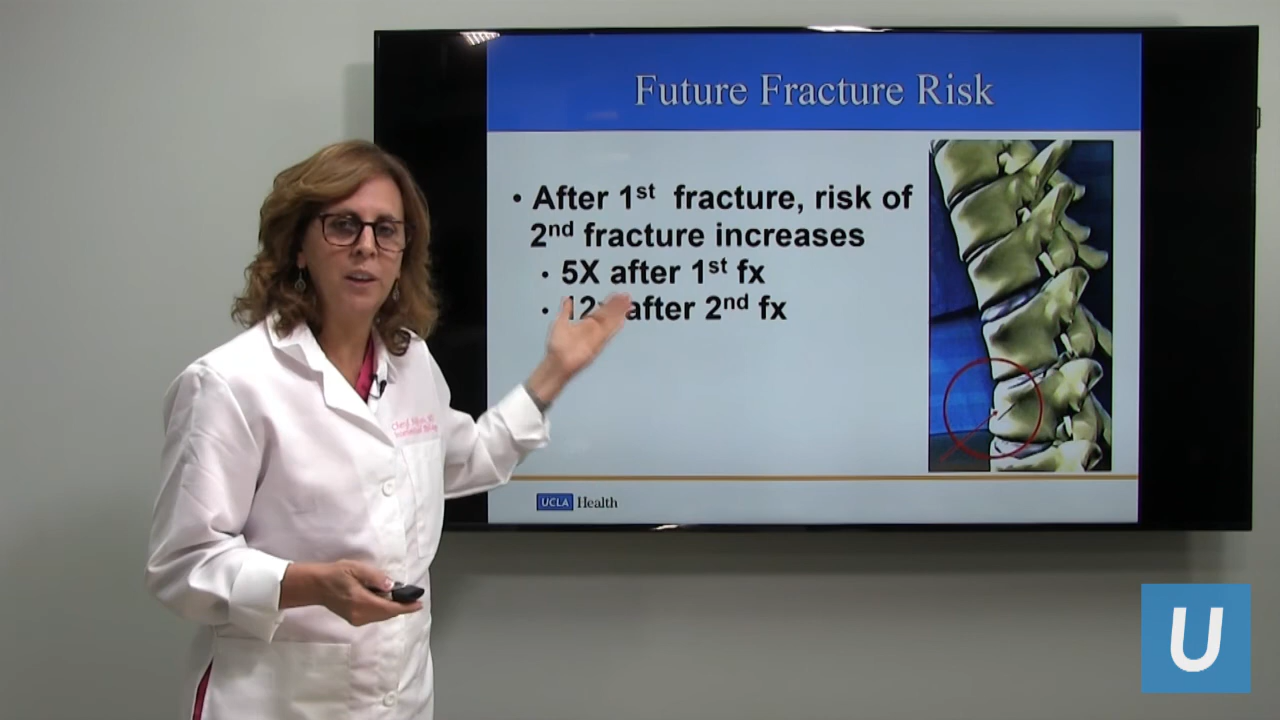 Future Fracture Risk
• After 1st fracture, risk of
2nd fracture increases
• 5X after 1st fx
• 12x after 2nd fx
UCLA Health
U